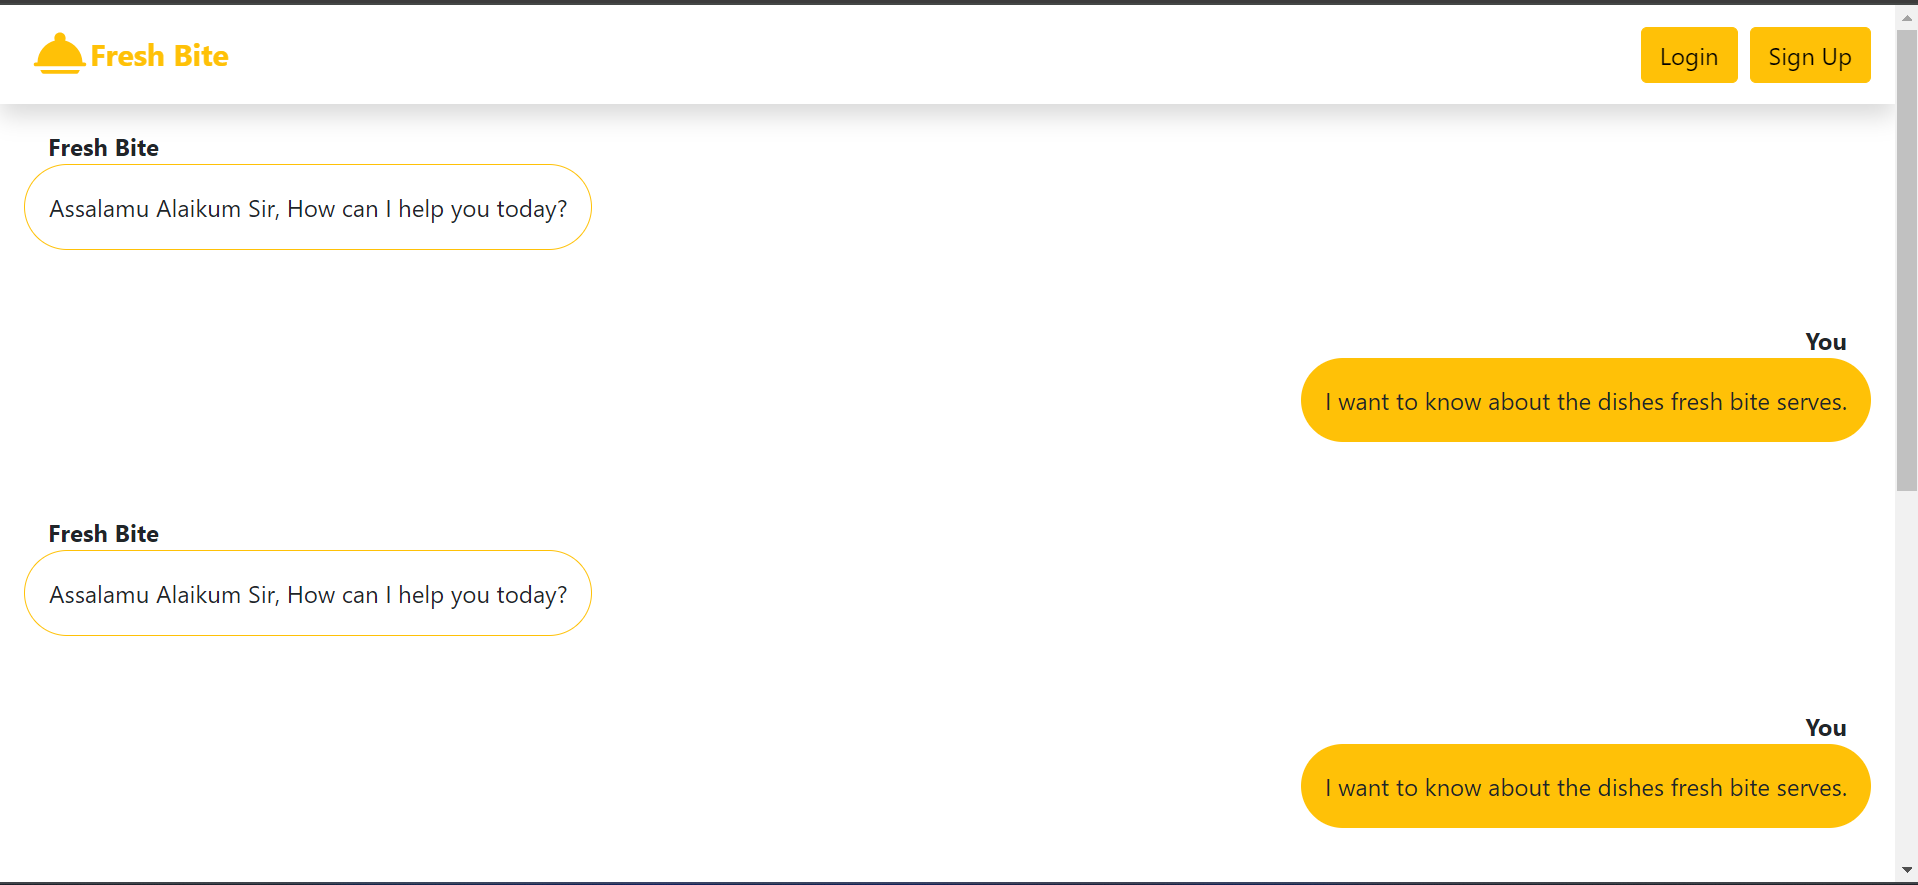 Fresh Bite
Login
Sign Up
Fresh Bite
Assalamu Alaikum Sir, How can I help you today?
You
I want to know about the dishes fresh bite serves.
Fresh Bite
Assalamu Alaikum Sir, How can I help you today?
You
I want to know about the dishes fresh bite serves.